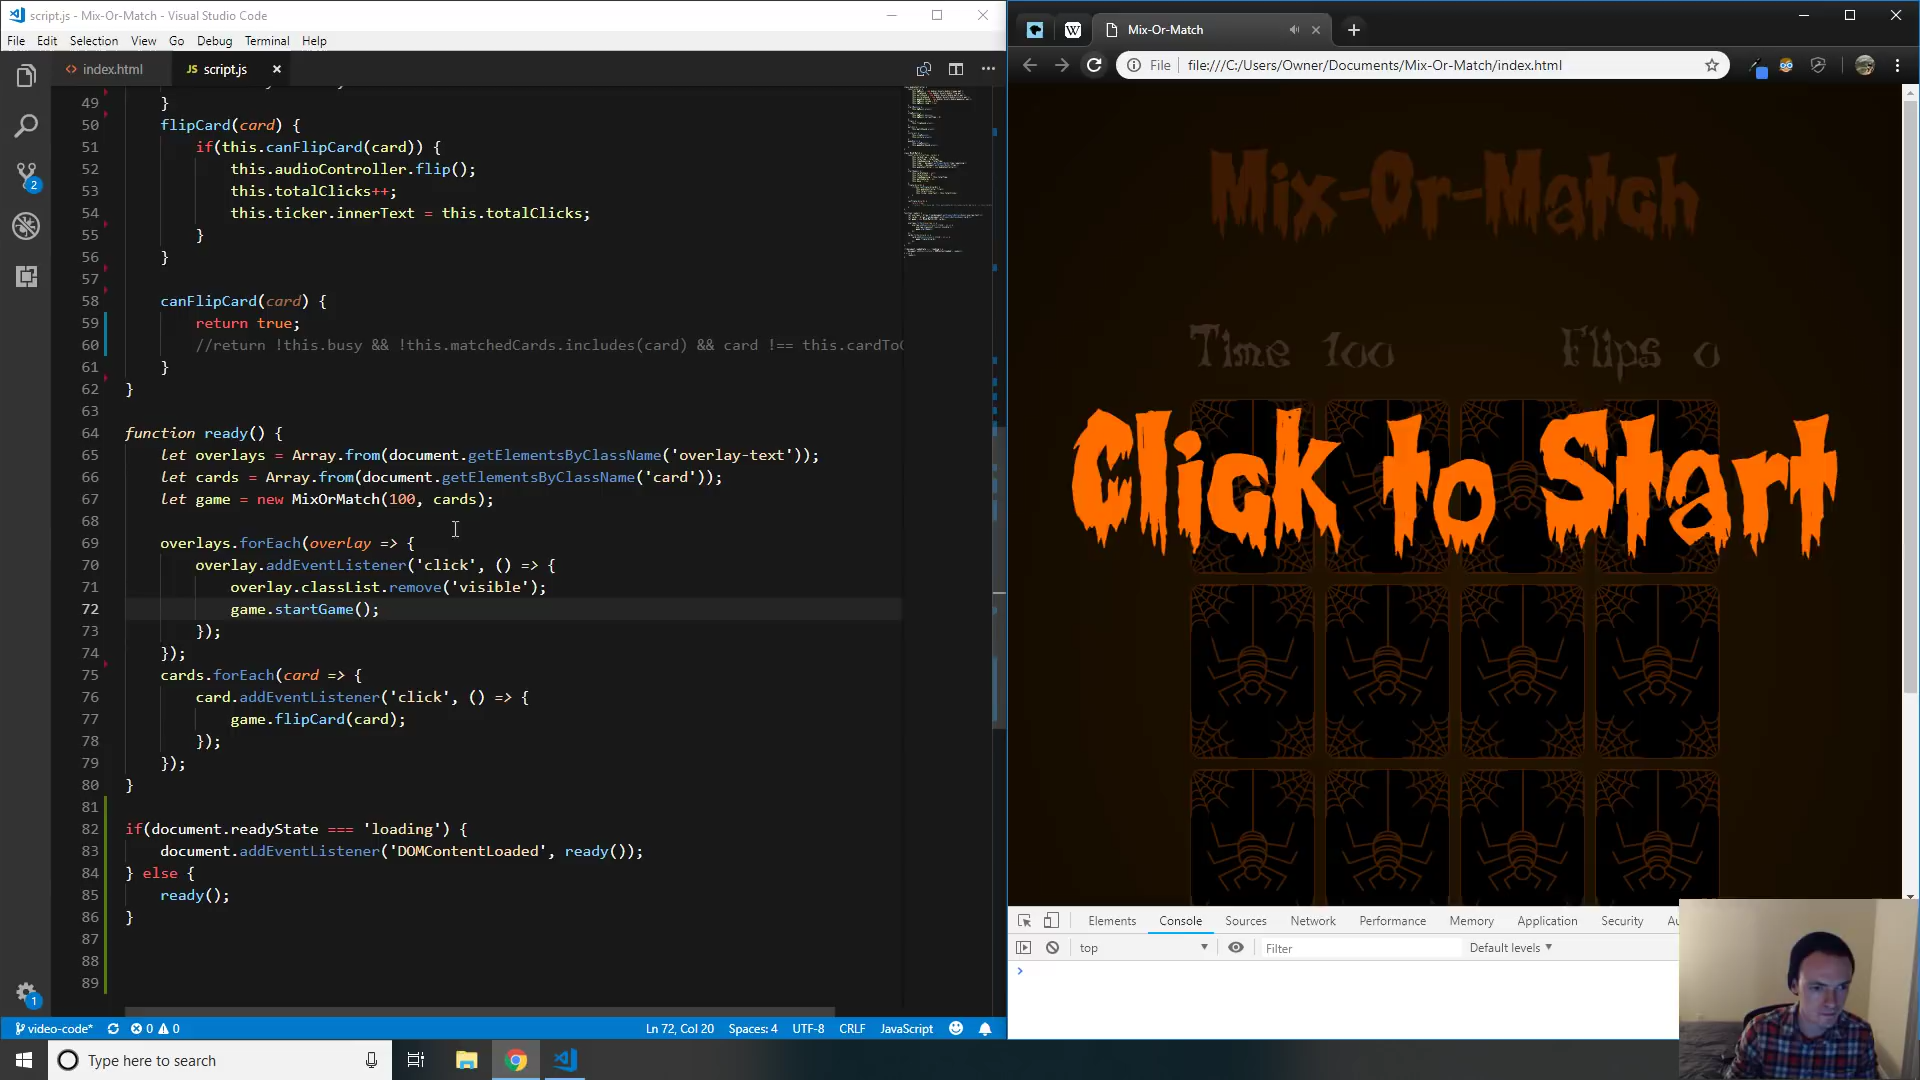 script.js - Mix-Or-Match - Visual Studio Code
File Edit Selection View Go Debug Terminal Help
index.html
JS script.js
49 }
50 flipCard(card) {
51 if(this.canFlipCard(card)) {
52 this.audioController.flip();
53 this.totalClicks++;
54 this.ticker.innerText = this.totalClicks;
55 }
56 }
57
58 canFlipCard(card) {
59 return true;
60 //return !this.busy && !this.matchedCards.includes(card) && card !== this.cardToC
61 }
62 }
63
64 function ready() {
65 let overlays = Array.from(document.getElementsByClassName('overlay-text'));
66 let cards = Array.from(document.getElementsByClassName('card'));
67 let game = new MixOrMatch(100, cards);
68
69 overlays.forEach(overlay => {
70 overlay.addEventListener('click', () => {
71 overlay.classList.remove('visible');
72 game.startGame();
73 });
74 });
75 cards.forEach(card => {
76 card.addEventListener('click', () => {
77 game.flipCard(card);
78 });
79 });
80 }
81
82 if(document.readyState === 'loading') {
83 document.addEventListener('DOMContentLoaded', ready());
84 } else {
85 ready();
86 }
87
88
89
2
1
video-code* 0 0 Ln 72, Col 20 Spaces: 4 UTF-8 CRLF JavaScript
Type here to search
W Mix-Or-Match
File file:///C:/Users/Owner/Documents/Mix-Or-Match/index.html
Mix-Or-Match
Time 100 Flips 0
Click to Start
Elements Console Sources Network Performance Memory Application Security
top Filter Default levels